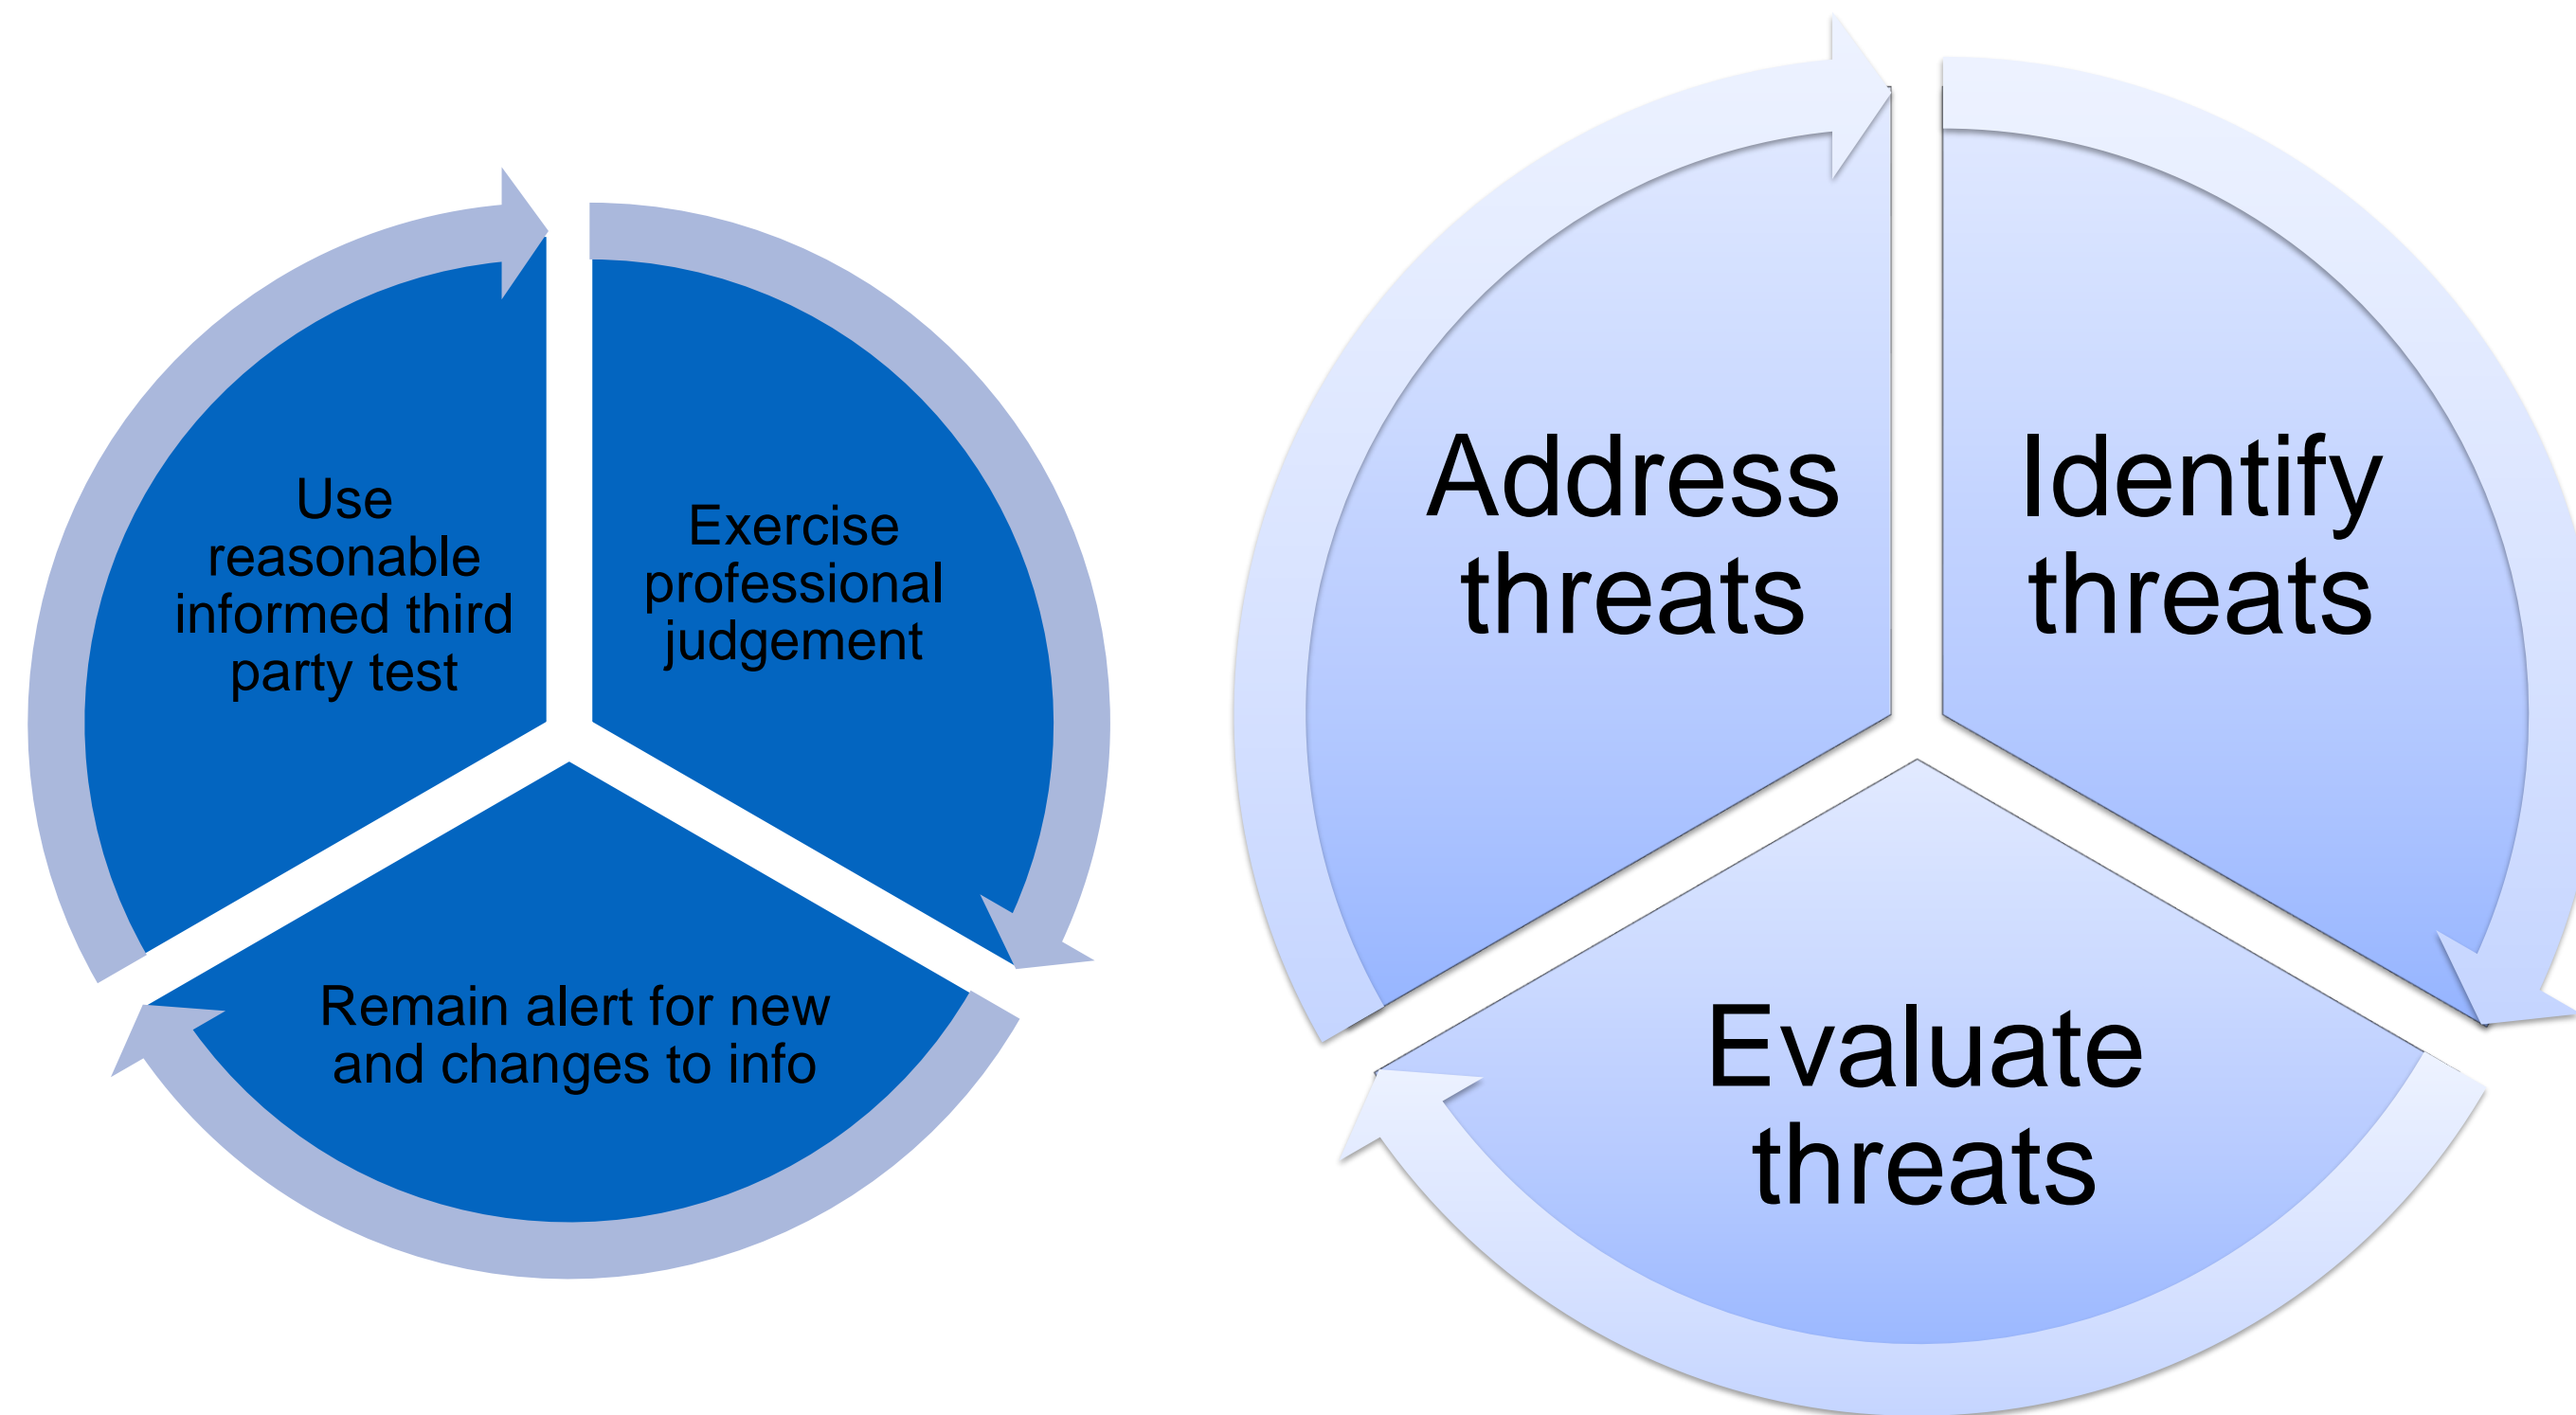 Use
reasonable
informed third
party test
Exercise
professional
judgement
Remain alert for new
and changes to info
Address
threats
Identify
threats
Evaluate
threats